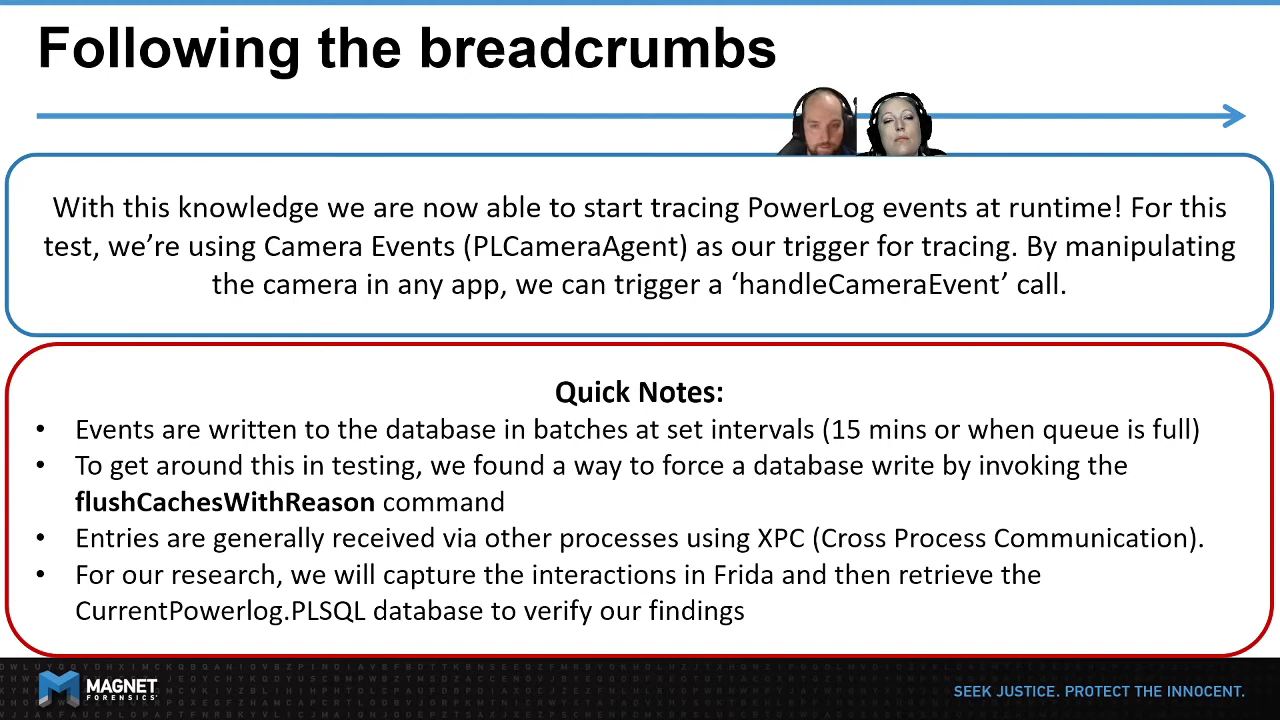 Following the breadcrumbs
With this knowledge we are now able to start tracing PowerLog events at runtime! For this
test, we’re using Camera Events (PLCameraAgent) as our trigger for tracing. By manipulating
the camera in any app, we can trigger a ‘handleCameraEvent’ call.
Quick Notes:
• Events are written to the database in batches at set intervals (15 mins or when queue is full)
• To get around this in testing, we found a way to force a database write by invoking the
flushCachesWithReason command
• Entries are generally received via other processes using XPC (Cross Process Communication).
• For our research, we will capture the interactions in Frida and then retrieve the
CurrentPowerlog.PLSQL database to verify our findings
MAGNET
FORENSICS
SEEK JUSTICE. PROTECT THE INNOCENT.